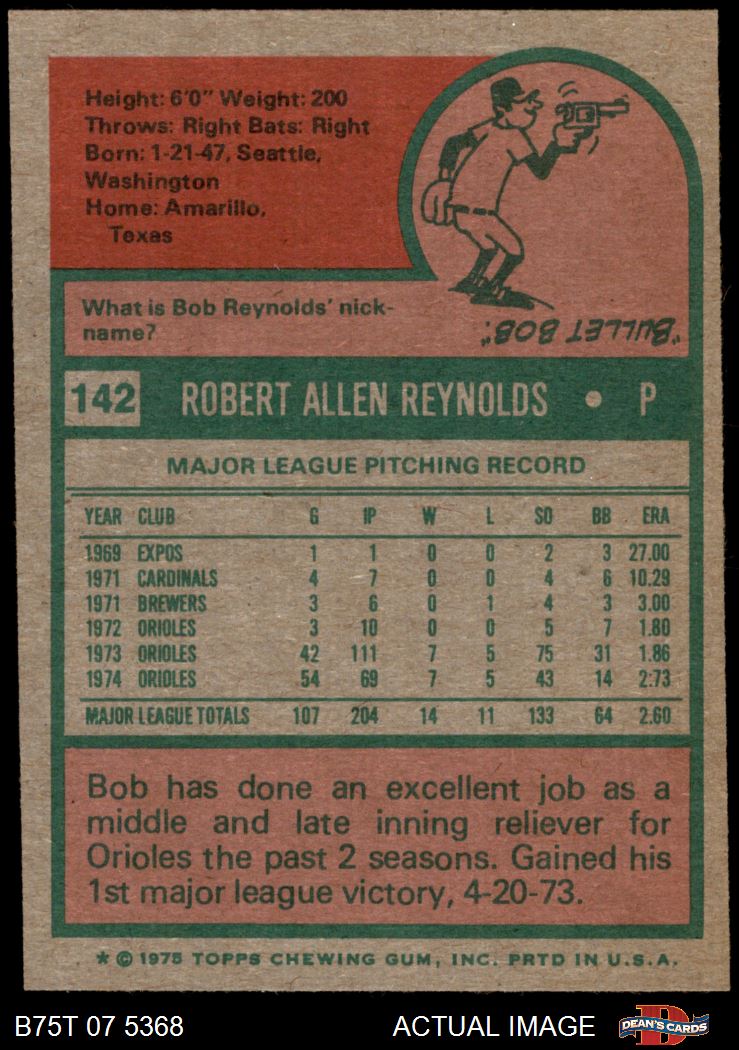 Height: 6'0" Weight: 200
Throws: Right Bats: Right
Born: 1-21-47, Seattle,
Washington
Home: Amarillo,
Texas
What is Bob Reynolds' nick-
name?
"BULLET BOB".
142 ROBERT ALLEN REYNOLDS • P
MAJOR LEAGUE PITCHING RECORD
YEAR CLUB G IP W L SO BB ERA
1969 EXPOS 1 1 0 0 2 3 27.00
1971 CARDINALS 4 7 0 0 4 6 10.29
1971 BREWERS 3 6 0 1 4 3 3.00
1972 ORIOLES 3 10 0 0 5 7 1.80
1973 ORIOLES 42 111 7 5 75 31 1.86
1974 ORIOLES 54 69 7 5 43 14 2.73
MAJOR LEAGUE TOTALS 107 204 14 11 133 64 2.60
Bob has done an excellent job as a
middle and late inning reliever for
Orioles the past 2 seasons. Gained his
1st major league victory, 4-20-73.
* © 1975 TOPPS CHEWING GUM, INC. PRTD IN U.S.A.
B75T 07 5368 ACTUAL IMAGE D DEAN'S CARDS